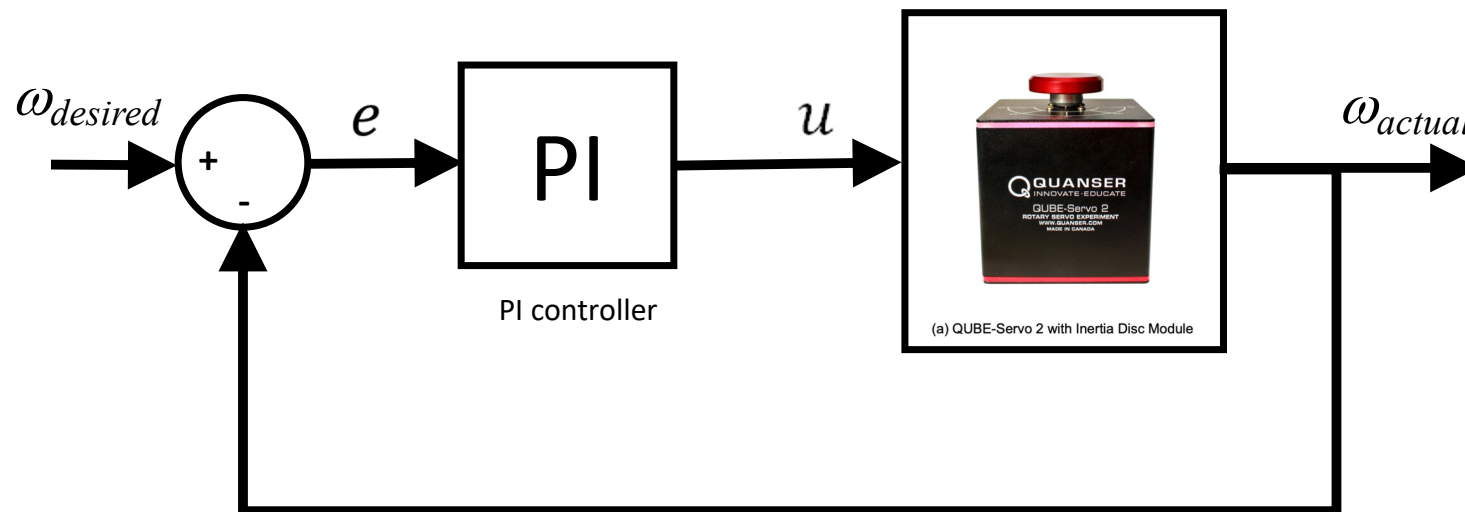 ω_desired
+
-
e
PI
PI controller
u
QUANSER
INNOVATE·EDUCATE
QUBE-Servo 2
ROTARY SERVO EXPERIMENT
WWW.QUANSER.COM
MADE IN CANADA
(a) QUBE-Servo 2 with Inertia Disc Module
ω_actual